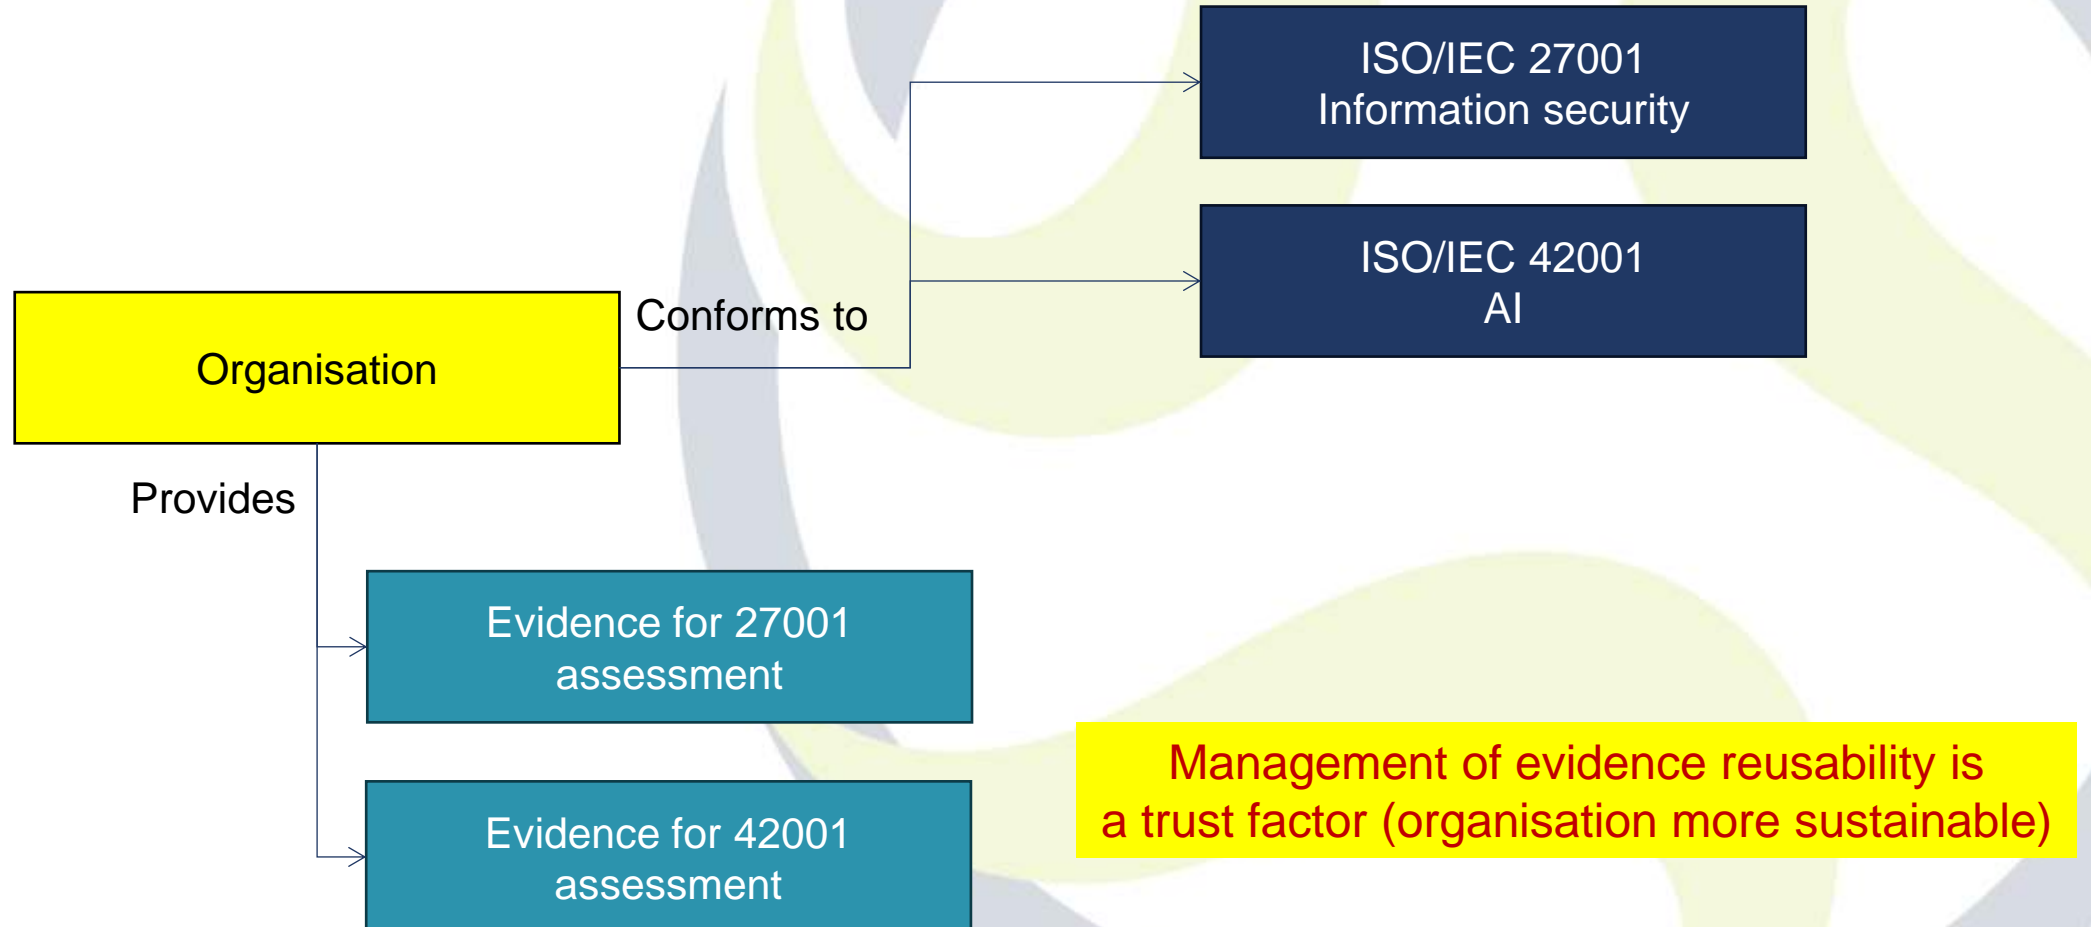 ISO/IEC 27001
Information security
ISO/IEC 42001
AI
Conforms to
Organisation
Provides
Evidence for 27001
assessment
Management of evidence reusability is
a trust factor (organisation more sustainable)
Evidence for 42001
assessment